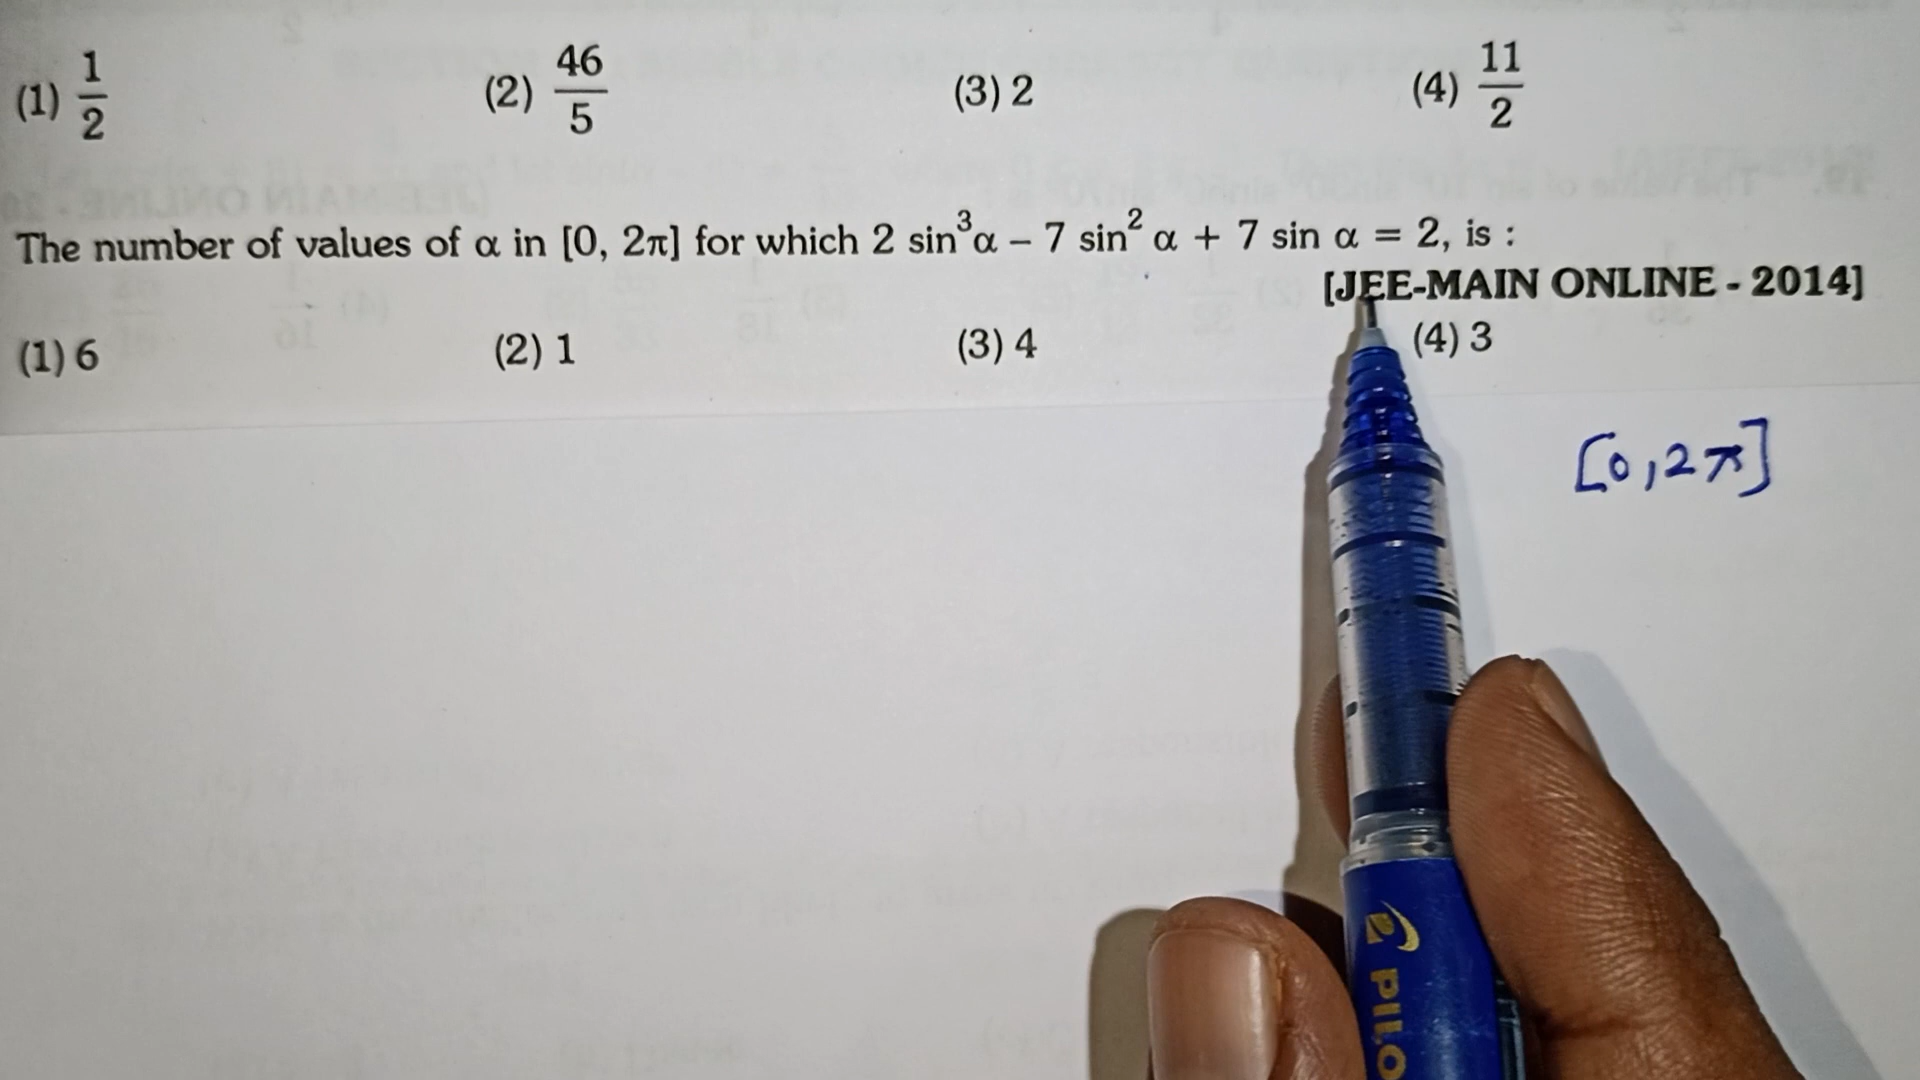 (1) 1/2 (2) 46/5 (3) 2 (4) 11/2
The number of values of α in [0, 2π] for which 2 sin³α – 7 sin² α + 7 sin α = 2, is :
[JEE-MAIN ONLINE - 2014]
(1) 6 (2) 1 (3) 4 (4) 3
[0, 2π]
PILO